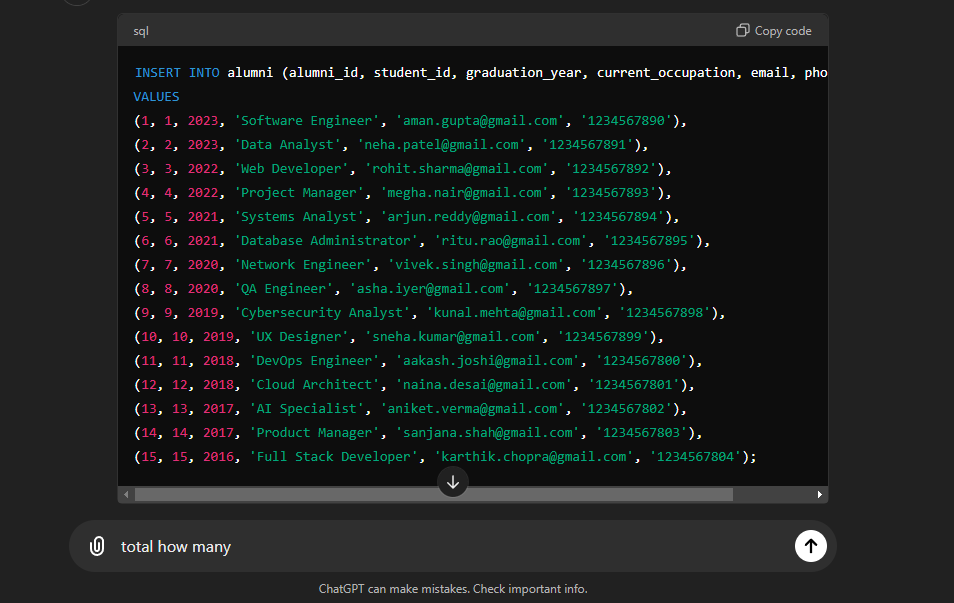 sql Copy code
INSERT INTO alumni (alumni_id, student_id, graduation_year, current_occupation, email, pho
VALUES
(1, 1, 2023, 'Software Engineer', 'aman.gupta@gmail.com', '1234567890'),
(2, 2, 2023, 'Data Analyst', 'neha.patel@gmail.com', '1234567891'),
(3, 3, 2022, 'Web Developer', 'rohit.sharma@gmail.com', '1234567892'),
(4, 4, 2022, 'Project Manager', 'megha.nair@gmail.com', '1234567893'),
(5, 5, 2021, 'Systems Analyst', 'arjun.reddy@gmail.com', '1234567894'),
(6, 6, 2021, 'Database Administrator', 'ritu.rao@gmail.com', '1234567895'),
(7, 7, 2020, 'Network Engineer', 'vivek.singh@gmail.com', '1234567896'),
(8, 8, 2020, 'QA Engineer', 'asha.iyer@gmail.com', '1234567897'),
(9, 9, 2019, 'Cybersecurity Analyst', 'kunal.mehta@gmail.com', '1234567898'),
(10, 10, 2019, 'UX Designer', 'sneha.kumar@gmail.com', '1234567899'),
(11, 11, 2018, 'DevOps Engineer', 'aakash.joshi@gmail.com', '1234567800'),
(12, 12, 2018, 'Cloud Architect', 'naina.desai@gmail.com', '1234567801'),
(13, 13, 2017, 'AI Specialist', 'aniket.verma@gmail.com', '1234567802'),
(14, 14, 2017, 'Product Manager', 'sanjana.shah@gmail.com', '1234567803'),
(15, 15, 2016, 'Full Stack Developer', 'karthik.chopra@gmail.com', '1234567804');
total how many
ChatGPT can make mistakes. Check important info.